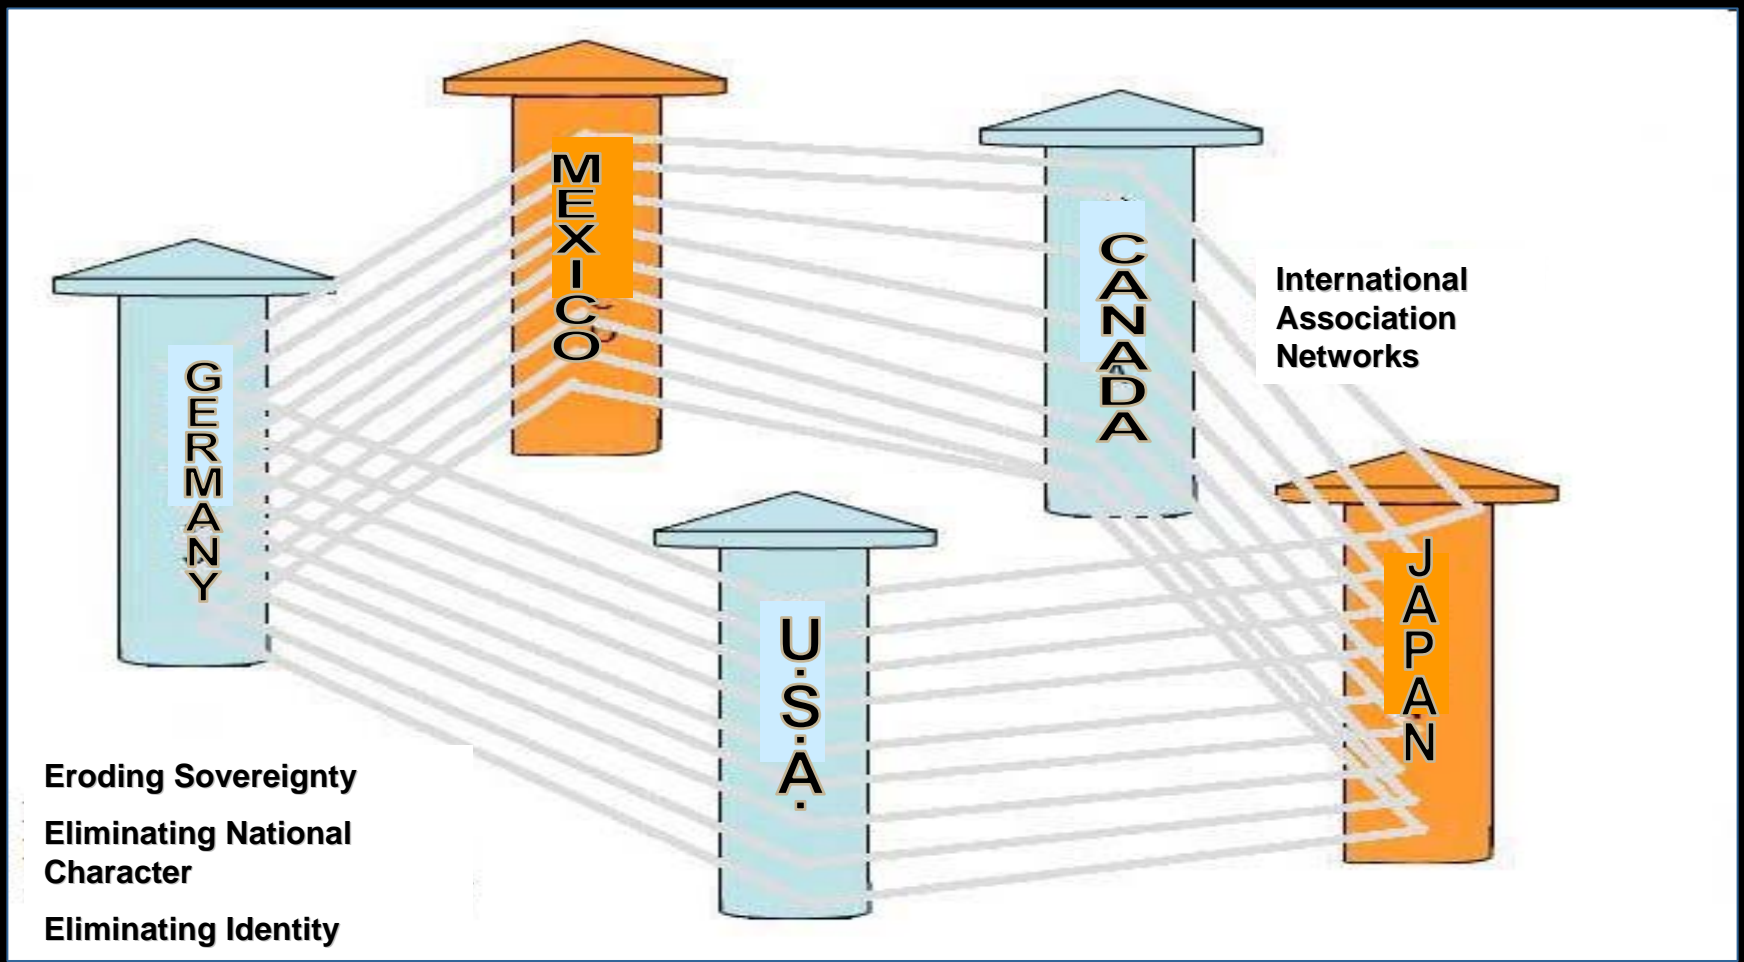 MEXICO
CANADA
GERMANY
International
Association
Networks
U.S.A.
JAPAN
Eroding Sovereignty
Eliminating National
Character
Eliminating Identity